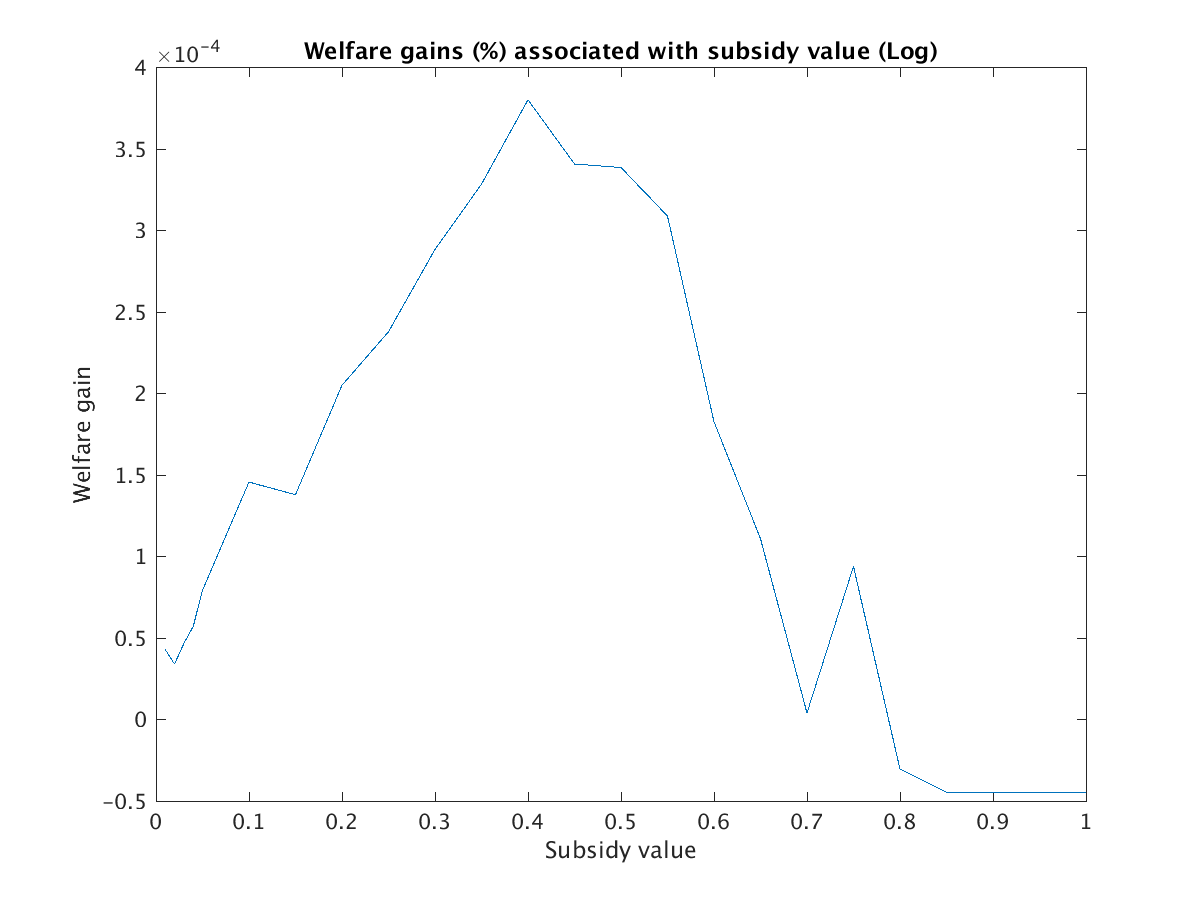 ×10⁻⁴
Welfare gains (%) associated with subsidy value (Log)
4
3.5
3
2.5
2
1.5
1
0.5
0
-0.5
Welfare gain
0 0.1 0.2 0.3 0.4 0.5 0.6 0.7 0.8 0.9 1
Subsidy value